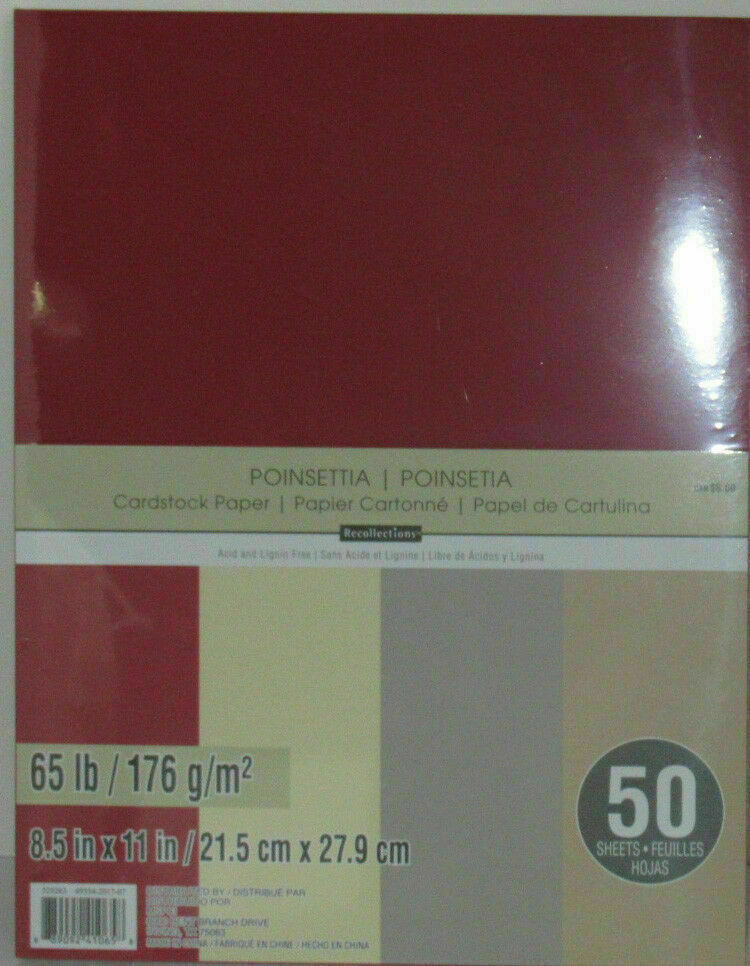 POINSETTIA | POINSETIA
Cardstock Paper | Papier Cartonné | Papel de Cartulina
Recollections
Acid and Lignin Free | Sans Acide et Lignine | Libre de Ácidos y Lignina
65 lb / 176 g/m²
8.5 in x 11 in / 21.5 cm x 27.9 cm
50
SHEETS • FEUILLES
HOJAS
BY / DISTRIBUÉ PAR
POR
BRANCH DRIVE
75063
/ FABRIQUÉ EN CHINE / HECHO EN CHINA